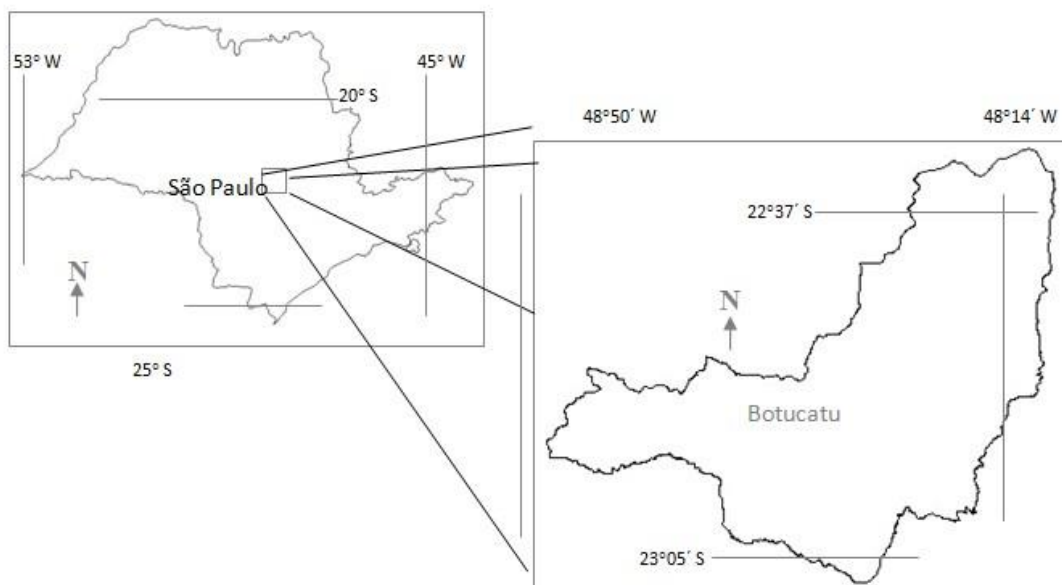 53° W
45° W
20° S
São Paulo
N
25° S
48°50´ W
48°14´ W
22°37´ S
N
Botucatu
23°05´ S